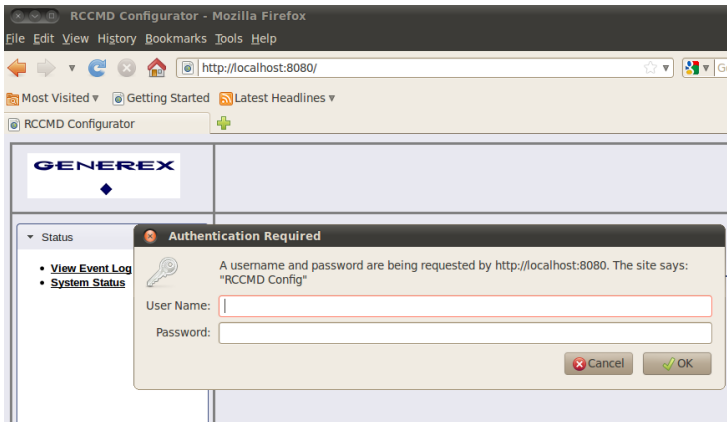 RCCMD Configurator - Mozilla Firefox
File Edit View History Bookmarks Tools Help
http://localhost:8080/
Most Visited Getting Started Latest Headlines
RCCMD Configurator
GENEREX
Status
View Event Log
System Status
Authentication Required
A username and password are being requested by http://localhost:8080. The site says:
"RCCMD Config"
User Name:
Password:
Cancel OK